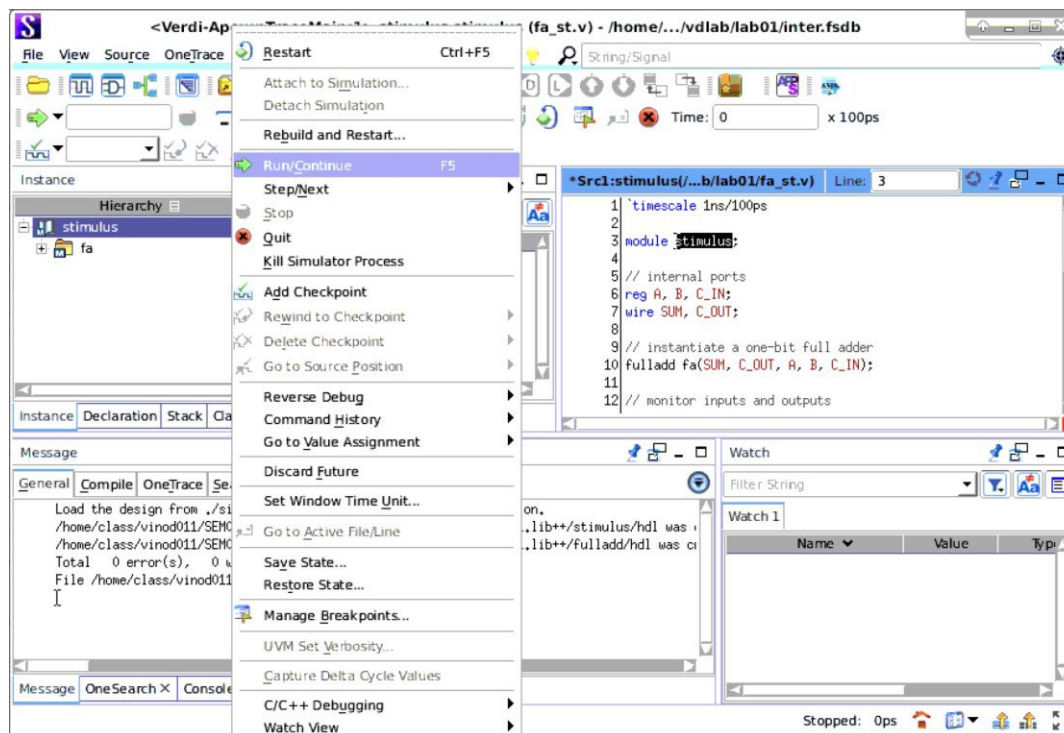 <Verdi-Ap
(fa_st.v) - /home/.../vdlab/lab01/inter.fsdb
File View Source OneTrace
String/Signal
Time: 0 x 100ps
Restart Ctrl+F5
Attach to Simulation...
Detach Simulation
Rebuild and Restart...
Run/Continue F5
Step/Next
Stop
Quit
Kill Simulator Process
Add Checkpoint
Rewind to Checkpoint
Delete Checkpoint
Go to Source Position
Reverse Debug
Command History
Go to Value Assignment
Discard Future
Set Window Time Unit...
Go to Active File/Line
Save State...
Restore State...
Manage Breakpoints...
UVM Set Verbosity...
Capture Delta Cycle Values
C/C++ Debugging
Watch View
Instance
Hierarchy
stimulus
fa
Instance Declaration Stack Cla
*Src1:stimulus(/...b/lab01/fa_st.v) Line: 3
1 `timescale 1ns/100ps
2
3 module stimulus;
4
5 // internal ports
6 reg A, B, C_IN;
7 wire SUM, C_OUT;
8
9 // instantiate a one-bit full adder
10 fulladd fa(SUM, C_OUT, A, B, C_IN);
11
12 // monitor inputs and outputs
Message
General Compile OneTrace Se
Load the design from ./si on.
/home/class/vinod011/SEMC .lib++/stimulus/hdl was
/home/class/vinod011/SEMC .lib++/fulladd/hdl was
Total 0 error(s), 0
File /home/class/vinod011
Message OneSearch Console
Watch
Filter String
Watch 1
Name Value Typ
Stopped: 0ps